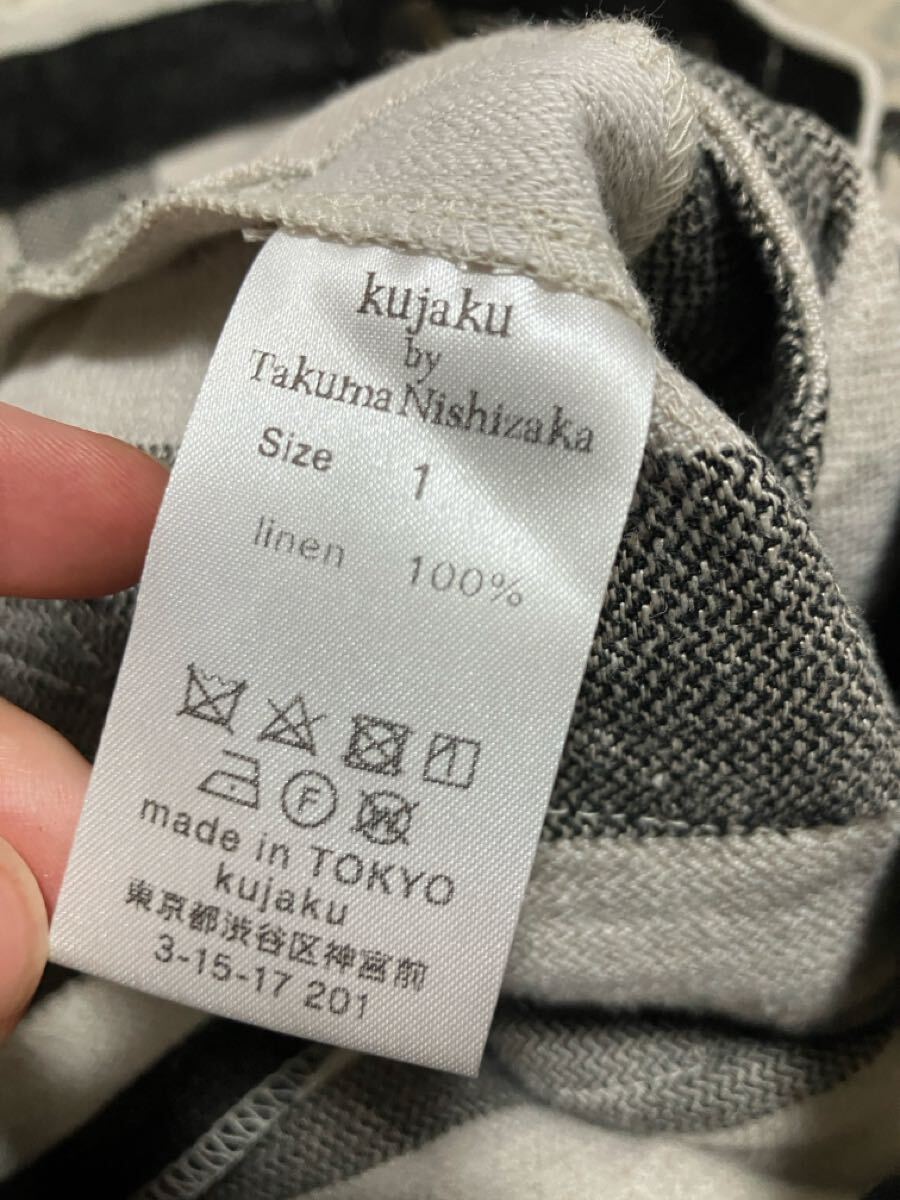 kujaku
by
Takuma Nishizaka
Size 1
linen 100%
F W
made in TOKYO
kujaku
東京都渋谷区神宮前
3-15-17 201